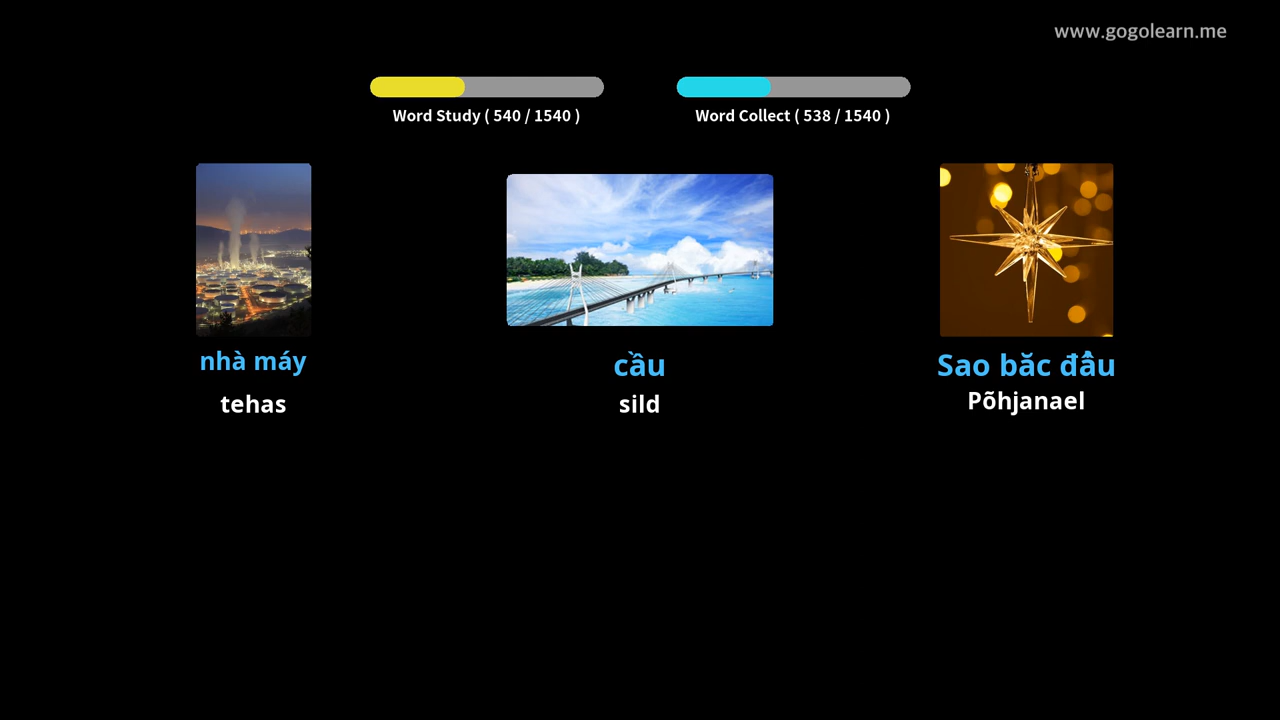 www.gogolearn.me
Word Study ( 540 / 1540 )
Word Collect ( 538 / 1540 )
nhà máy
cầu
Sao băc đẩu
tehas
sild
Põhjanael